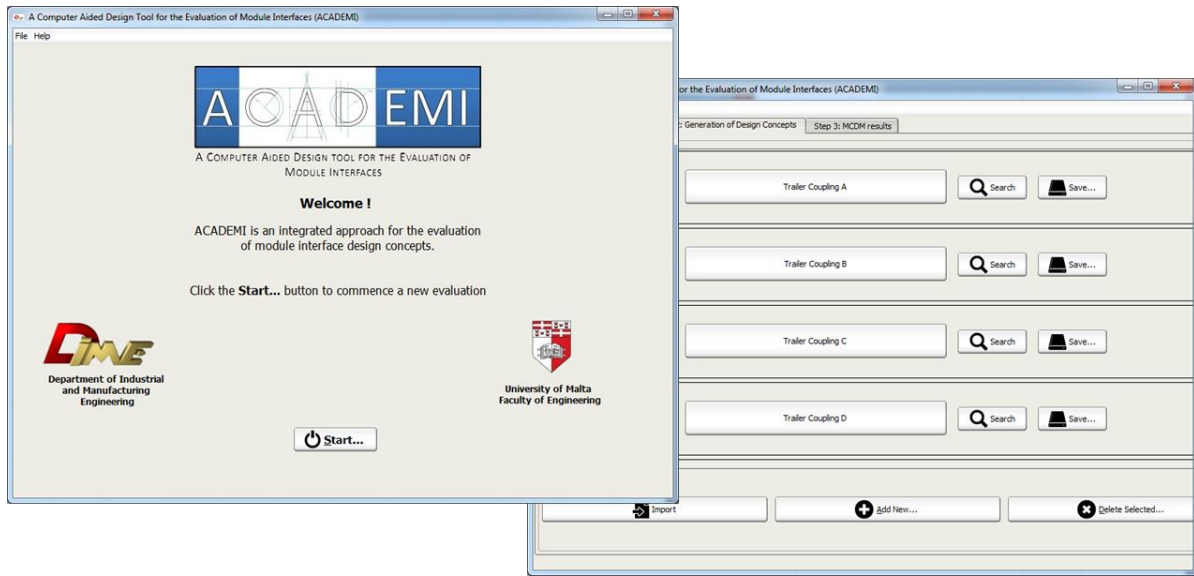 A Computer Aided Design Tool for the Evaluation of Module Interfaces (ACADEMI)
File Help
ACADEMI
A Computer Aided Design tool for the Evaluation of
Module Interfaces
Welcome !
ACADEMI is an integrated approach for the evaluation
of module interface design concepts.
Click the Start... button to commence a new evaluation
DIME
Department of Industrial
and Manufacturing
Engineering
University of Malta
Faculty of Engineering
Start...
or the Evaluation of Module Interfaces (ACADEMI)
2: Generation of Design Concepts Step 3: MCDM results
Trailer Coupling A Search Save...
Trailer Coupling B Search Save...
Trailer Coupling C Search Save...
Trailer Coupling D Search Save...
Import Add New... Delete Selected...